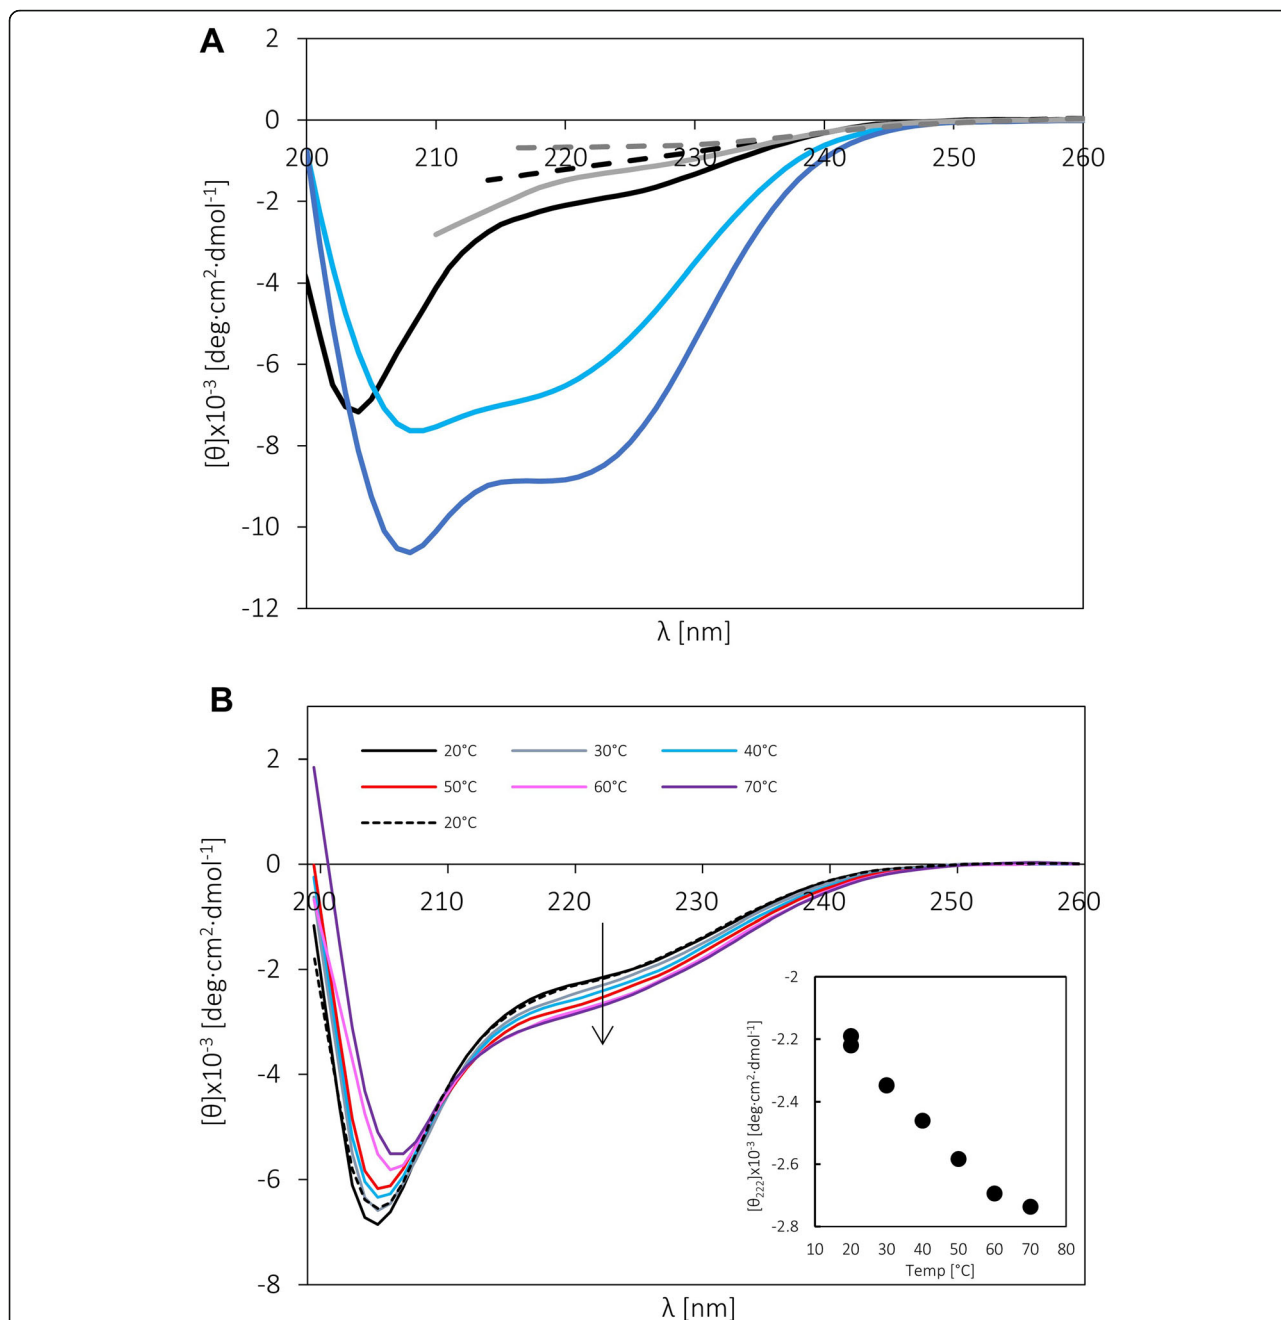 A
2
0
-2
-4
-6
-8
-10
-12
200 210 220 230 240 250 260
[θ]x10⁻³ [deg·cm²·dmol⁻¹]
λ [nm]
B
20°C 30°C 40°C
50°C 60°C 70°C
20°C
2
0
-2
-4
-6
-8
200 210 220 230 240 250 260
[θ]x10⁻³ [deg·cm²·dmol⁻¹]
λ [nm]
-2
-2.2
-2.4
-2.6
-2.8
10 20 30 40 50 60 70 80
[θ₂₂₂]x10⁻³ [deg·cm²·dmol⁻¹]
Temp [°C]